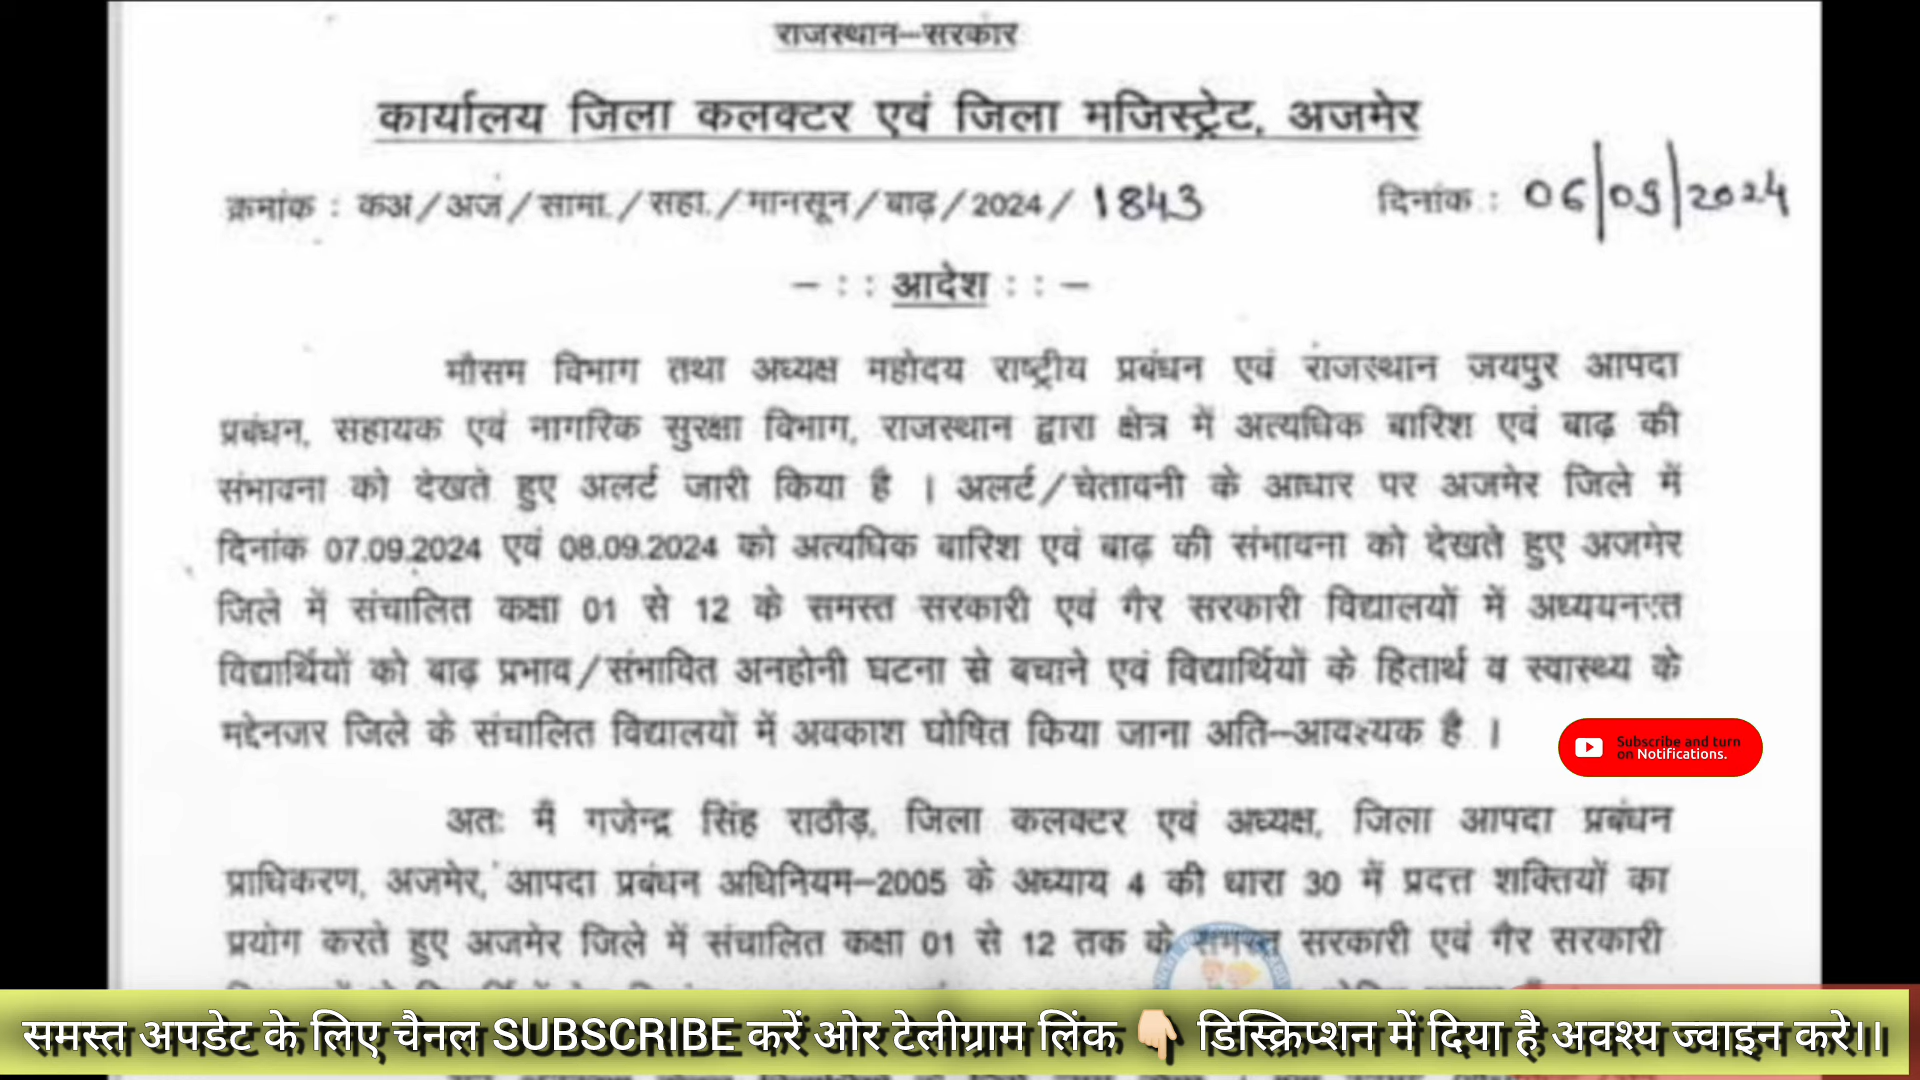 राजस्थान–सरकार
कार्यालय जिला कलक्टर एवं जिला मजिस्ट्रेट, अजमेर
क्रमांक : कअ/अज/सामा./सहा./मानसून/बाढ़/2024/1843 दिनांक : 06/09/2024
–: : आदेश : :–
मौसम विभाग तथा अध्यक्ष महोदय राष्ट्रीय प्रबंधन एवं राजस्थान जयपुर आपदा
प्रबंधन, सहायक एवं नागरिक सुरक्षा विभाग, राजस्थान द्वारा क्षेत्र में अत्यधिक बारिश एवं बाढ़ की
संभावना को देखते हुए अलर्ट जारी किया है । अलर्ट/चेतावनी के आधार पर अजमेर जिले में
दिनांक 07.09.2024 एवं 08.09.2024 को अत्यधिक बारिश एवं बाढ़ की संभावना को देखते हुए अजमेर
जिले में संचालित कक्षा 01 से 12 के समस्त सरकारी एवं गैर सरकारी विद्यालयों में अध्ययनरत
विद्यार्थियों को बाढ़ प्रभाव/संभावित अनहोनी घटना से बचाने एवं विद्यार्थियों के हितार्थ व स्वास्थ्य के
मद्देनजर जिले के संचालित विद्यालयों में अवकाश घोषित किया जाना अति–आवश्यक है ।
Subscribe and turn
on Notifications.
अतः मैं गजेन्द्र सिंह राठौड़, जिला कलक्टर एवं अध्यक्ष, जिला आपदा प्रबंधन
प्राधिकरण, अजमेर, आपदा प्रबंधन अधिनियम–2005 के अध्याय 4 की धारा 30 में प्रदत्त शक्तियों का
प्रयोग करते हुए अजमेर जिले में संचालित कक्षा 01 से 12 तक के समस्त सरकारी एवं गैर सरकारी
समस्त अपडेट के लिए चैनल SUBSCRIBE करें ओर टेलीग्राम लिंक 👇🏻 डिस्क्रिप्शन में दिया है अवश्य ज्वाइन करे।।